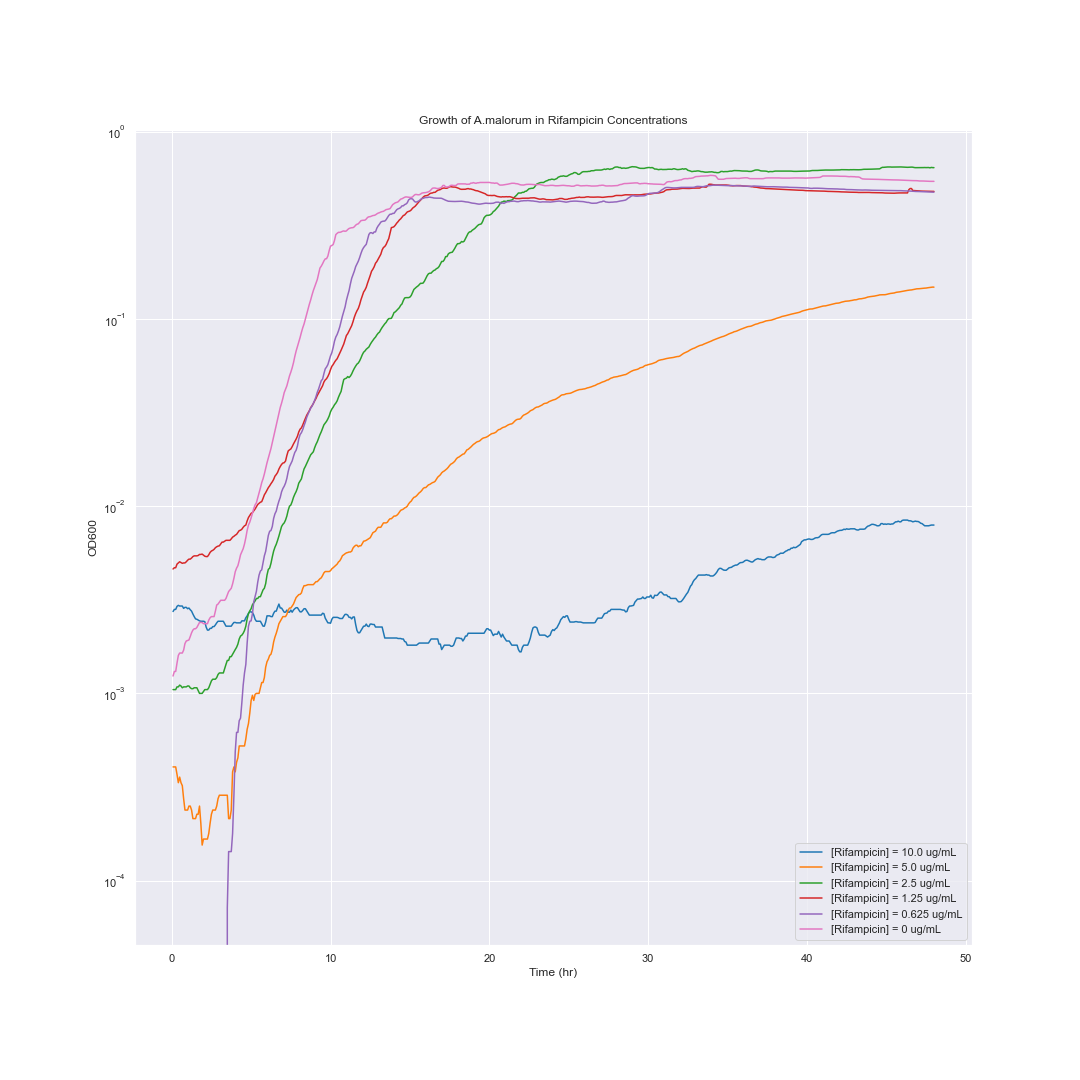 Growth of A.malorum in Rifampicin Concentrations
10⁰
10⁻¹
10⁻²
10⁻³
10⁻⁴
OD600
0 10 20 30 40 50
Time (hr)
[Rifampicin] = 10.0 ug/mL
[Rifampicin] = 5.0 ug/mL
[Rifampicin] = 2.5 ug/mL
[Rifampicin] = 1.25 ug/mL
[Rifampicin] = 0.625 ug/mL
[Rifampicin] = 0 ug/mL